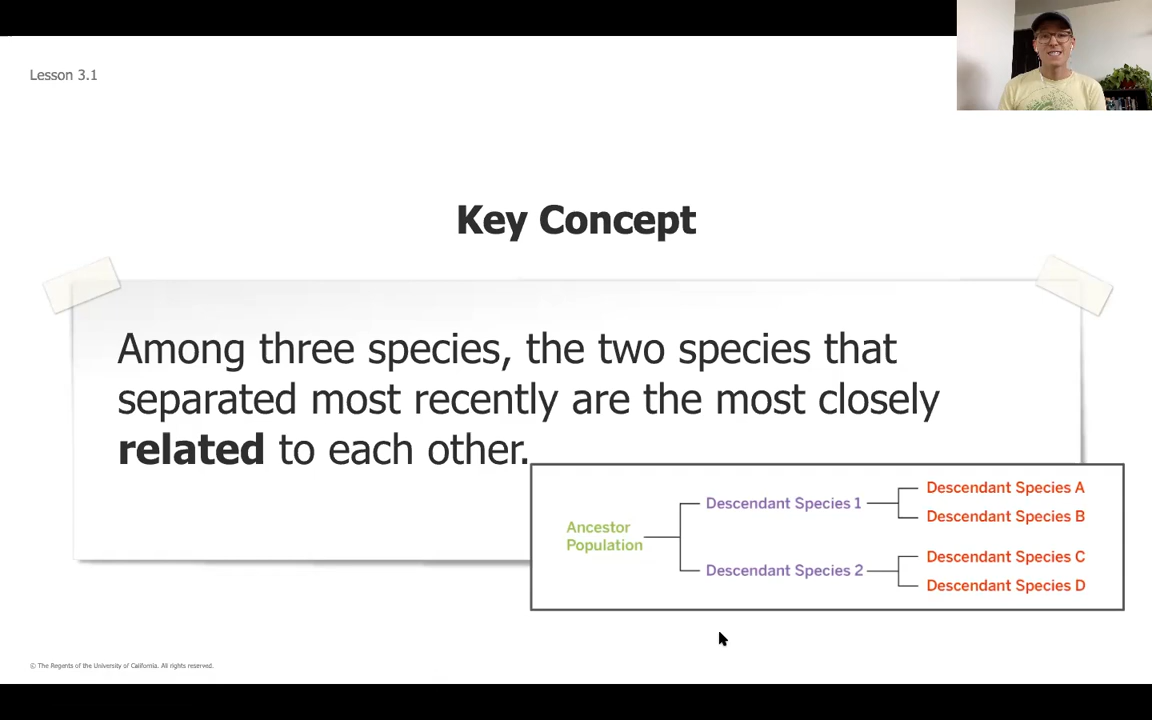 Lesson 3.1
Key Concept
Among three species, the two species that
separated most recently are the most closely
related to each other.
Ancestor
Population
Descendant Species 1
Descendant Species 2
Descendant Species A
Descendant Species B
Descendant Species C
Descendant Species D
© The Regents of the University of California. All rights reserved.